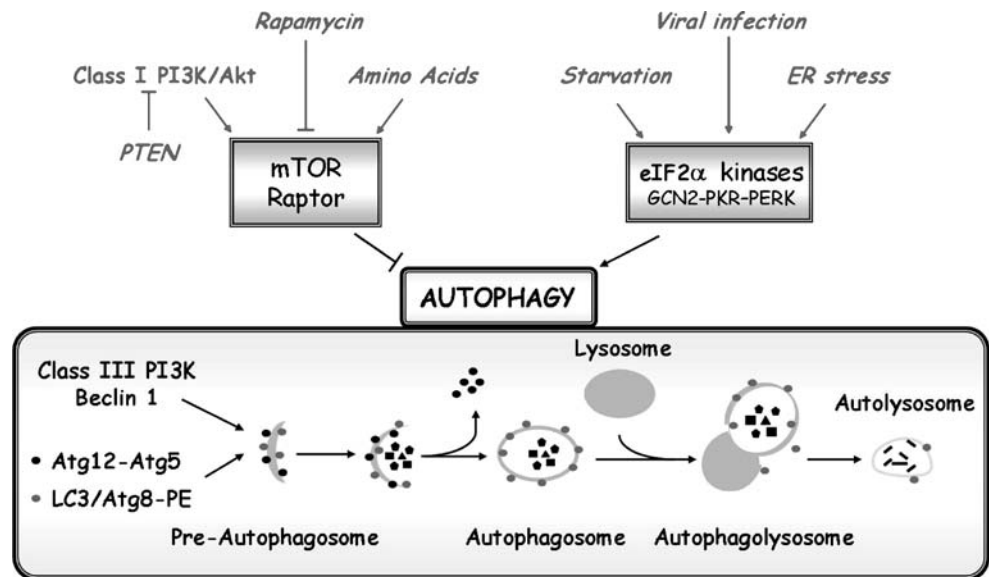 Rapamycin
Viral infection
Class I PI3K/Akt
Amino Acids
Starvation
ER stress
PTEN
mTOR
Raptor
eIF2α kinases
GCN2-PKR-PERK
AUTOPHAGY
Class III PI3K
Beclin 1
Lysosome
Autolysosome
Atg12-Atg5
LC3/Atg8-PE
Pre-Autophagosome
Autophagosome
Autophagolysosome